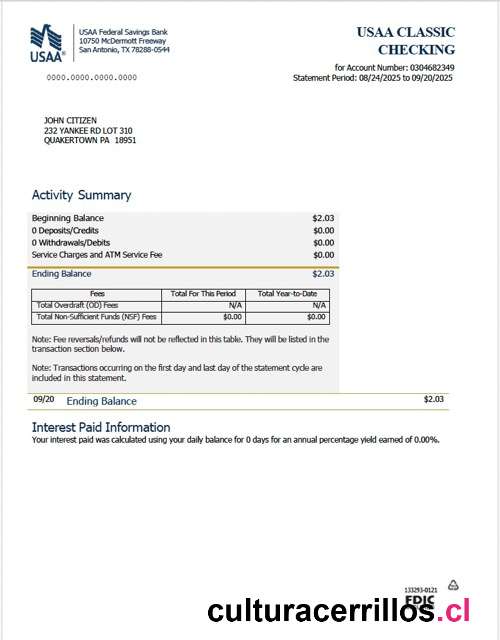 USAA Federal Savings Bank
10750 McDermott Freeway
San Antonio, TX 78288-0544
USAA®
USAA CLASSIC
CHECKING
for Account Number: 0304682349
Statement Period: 08/24/2025 to 09/20/2025
0000.0000.0000.0000
JOHN CITIZEN
232 YANKEE RD LOT 310
QUAKERTOWN PA 18951
Activity Summary
Beginning Balance $2.03
0 Deposits/Credits $0.00
0 Withdrawals/Debits $0.00
Service Charges and ATM Service Fee $0.00
Ending Balance $2.03
Fees Total For This Period Total Year-to-Date
Total Overdraft (OD) Fees N/A N/A
Total Non-Sufficient Funds (NSF) Fees $0.00 $0.00
Note: Fee reversals/refunds will not be reflected in this table. They will be listed in the
transaction section below.
Note: Transactions occurring on the first day and last day of the statement cycle are
included in this statement.
09/20 Ending Balance $2.03
Interest Paid Information
Your interest paid was calculated using your daily balance for 0 days for an annual percentage yield earned of 0.00%.
133293-0121
FDIC
culturacerrillos.cl